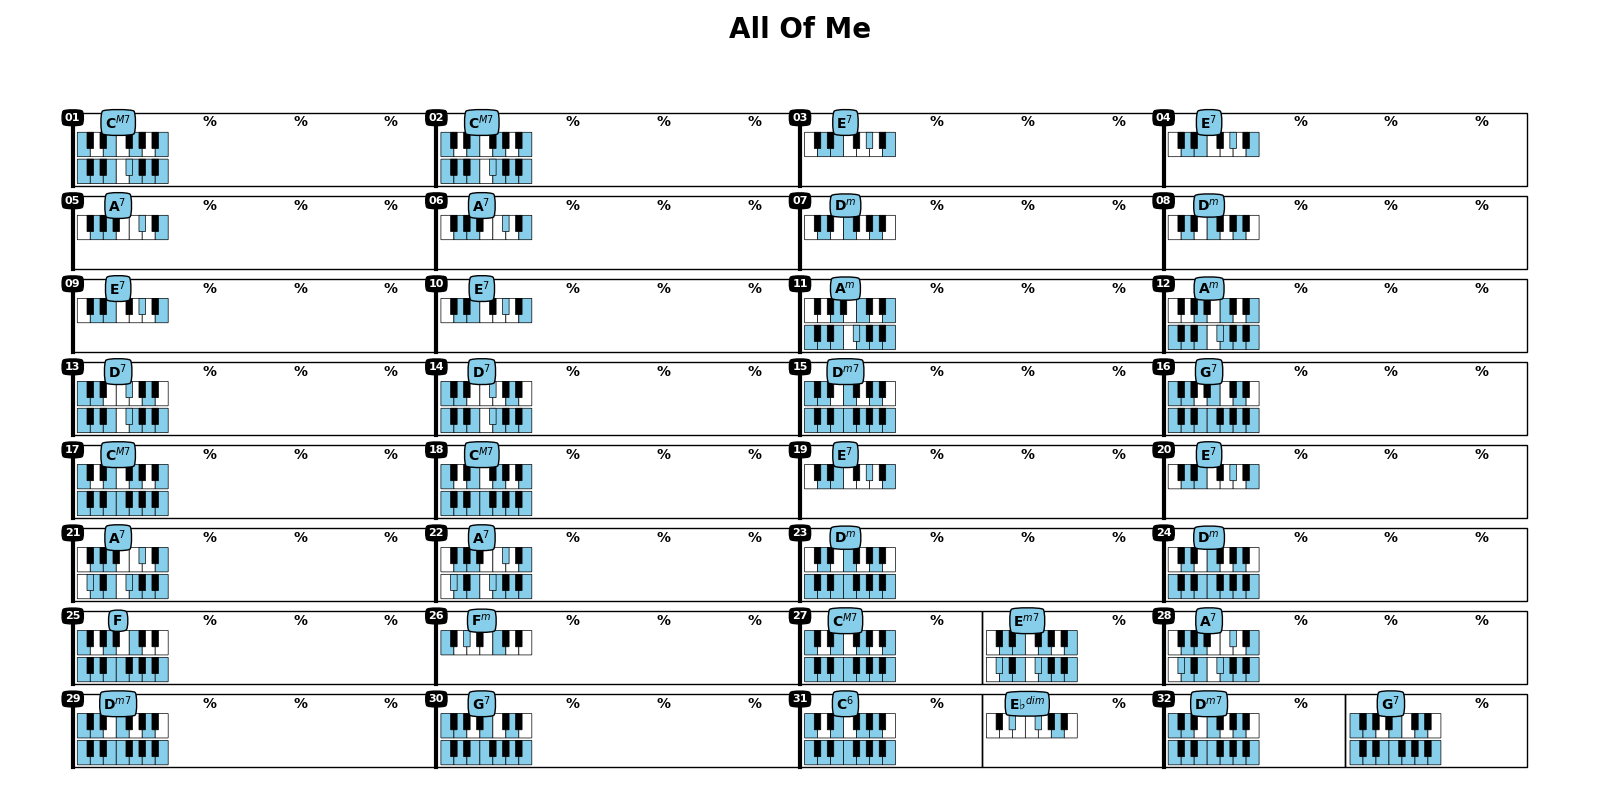 All Of Me
01 CM7 % % % 02 CM7 % % % 03 E7 % % % 04 E7 % % %
05 A7 % % % 06 A7 % % % 07 Dm % % % 08 Dm % % %
09 E7 % % % 10 E7 % % % 11 Am % % % 12 Am % % %
13 D7 % % % 14 D7 % % % 15 Dm7 % % % 16 G7 % % %
17 CM7 % % % 18 CM7 % % % 19 E7 % % % 20 E7 % % %
21 A7 % % % 22 A7 % % % 23 Dm % % % 24 Dm % % %
25 F % % % 26 Fm % % % 27 CM7 % Em7 % 28 A7 % % %
29 Dm7 % % % 30 G7 % % % 31 C6 % E♭dim % 32 Dm7 % G7 %